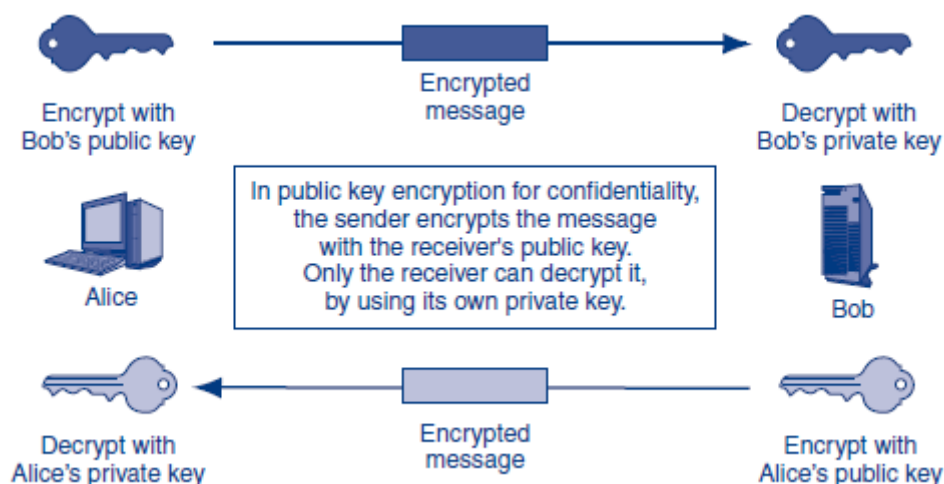 Encrypt with
Bob's public key
Encrypted
message
Decrypt with
Bob's private key
In public key encryption for confidentiality,
the sender encrypts the message
with the receiver's public key.
Only the receiver can decrypt it,
by using its own private key.
Alice
Bob
Decrypt with
Alice's private key
Encrypted
message
Encrypt with
Alice's public key